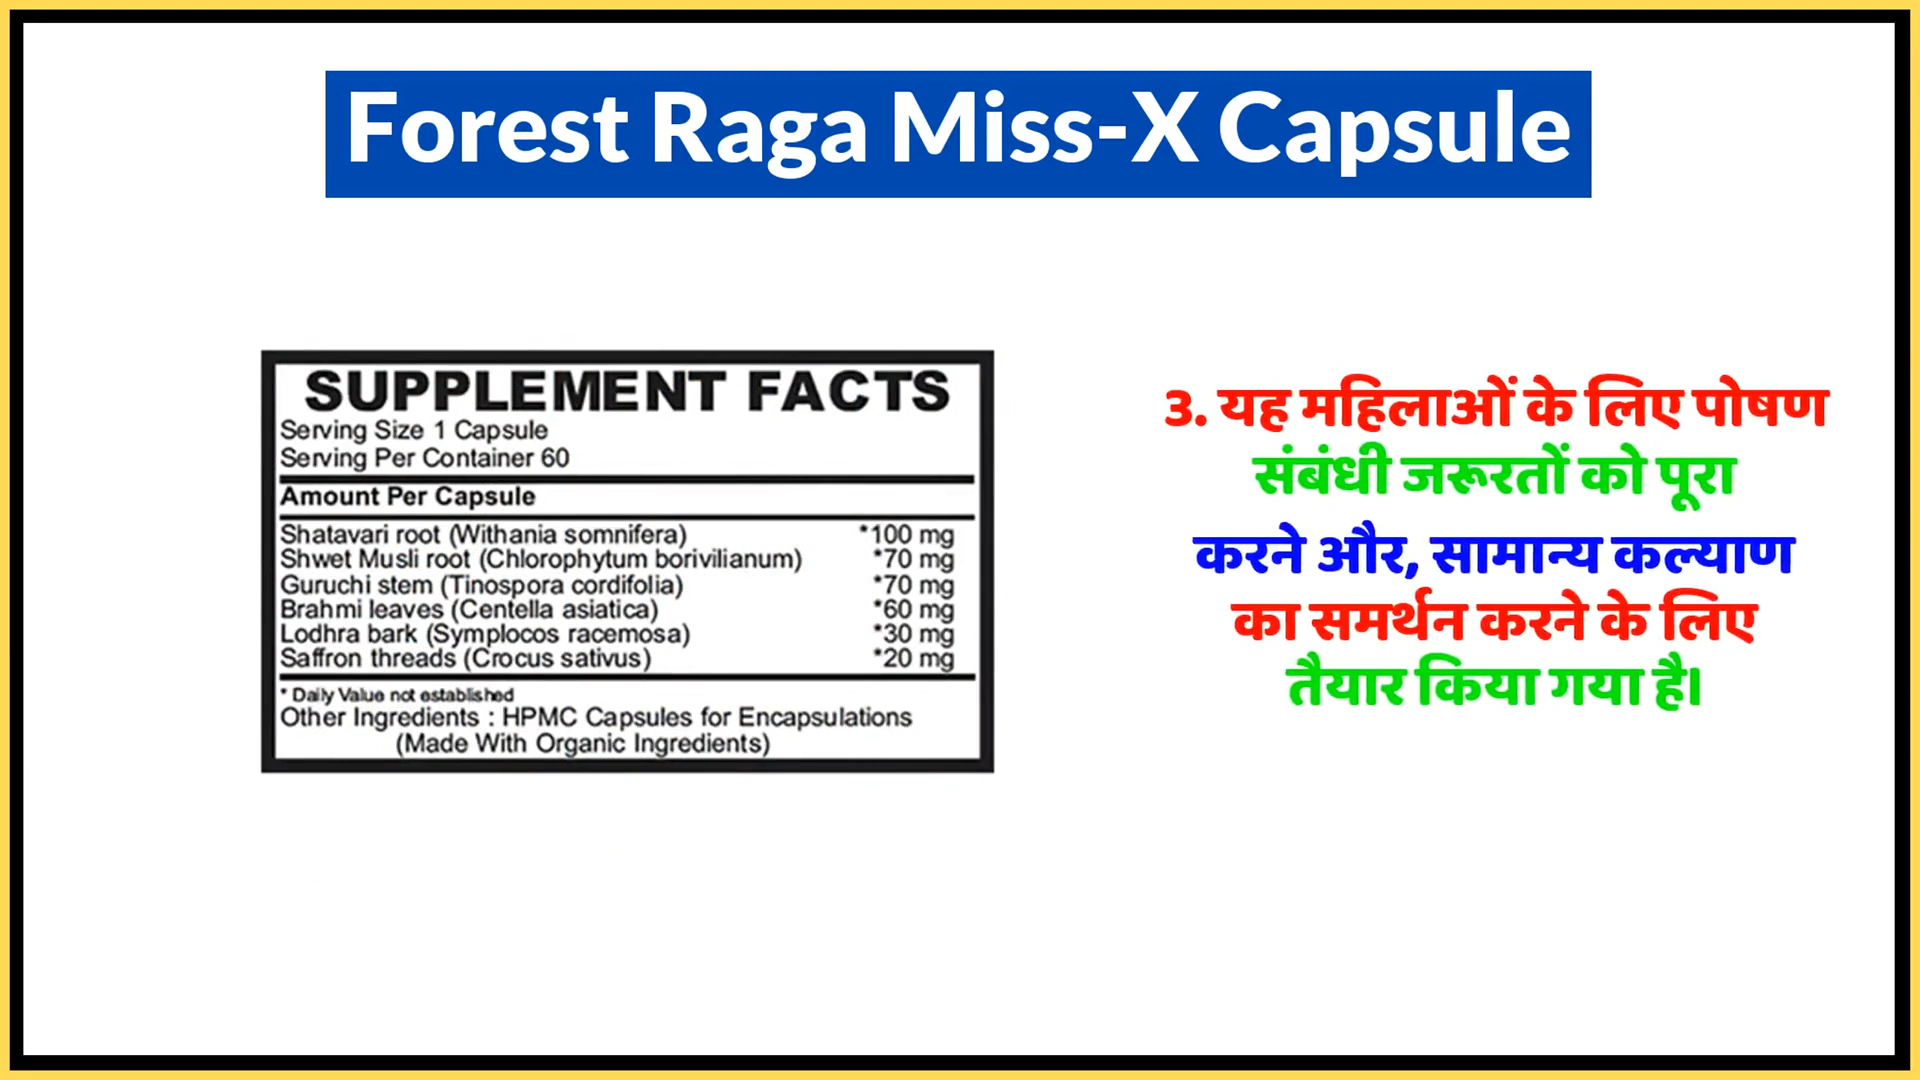 Forest Raga Miss-X Capsule
SUPPLEMENT FACTS
Serving Size 1 Capsule
Serving Per Container 60
Amount Per Capsule
Shatavari root (Withania somnifera) *100 mg
Shwet Musli root (Chlorophytum borivilianum) *70 mg
Guruchi stem (Tinospora cordifolia) *70 mg
Brahmi leaves (Centella asiatica) *60 mg
Lodhra bark (Symplocos racemosa) *30 mg
Saffron threads (Crocus sativus) *20 mg
* Daily Value not established
Other Ingredients : HPMC Capsules for Encapsulations
(Made With Organic Ingredients)
3. यह महिलाओं के लिए पोषण
संबंधी जरूरतों को पूरा
करने और, सामान्य कल्याण
का समर्थन करने के लिए
तैयार किया गया है।